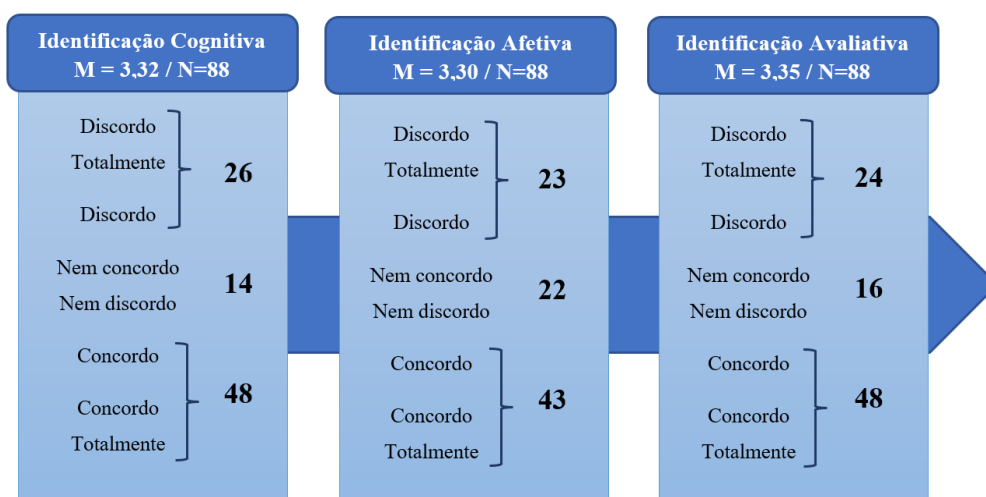 Identificação Cognitiva
M = 3,32 / N=88
Discordo
Totalmente
26
Discordo
Nem concordo
14
Nem discordo
Concordo
48
Concordo
Totalmente
Identificação Afetiva
M = 3,30 / N=88
Discordo
Totalmente
23
Discordo
Nem concordo
22
Nem discordo
Concordo
43
Concordo
Totalmente
Identificação Avaliativa
M = 3,35 / N=88
Discordo
Totalmente
24
Discordo
Nem concordo
16
Nem discordo
Concordo
48
Concordo
Totalmente